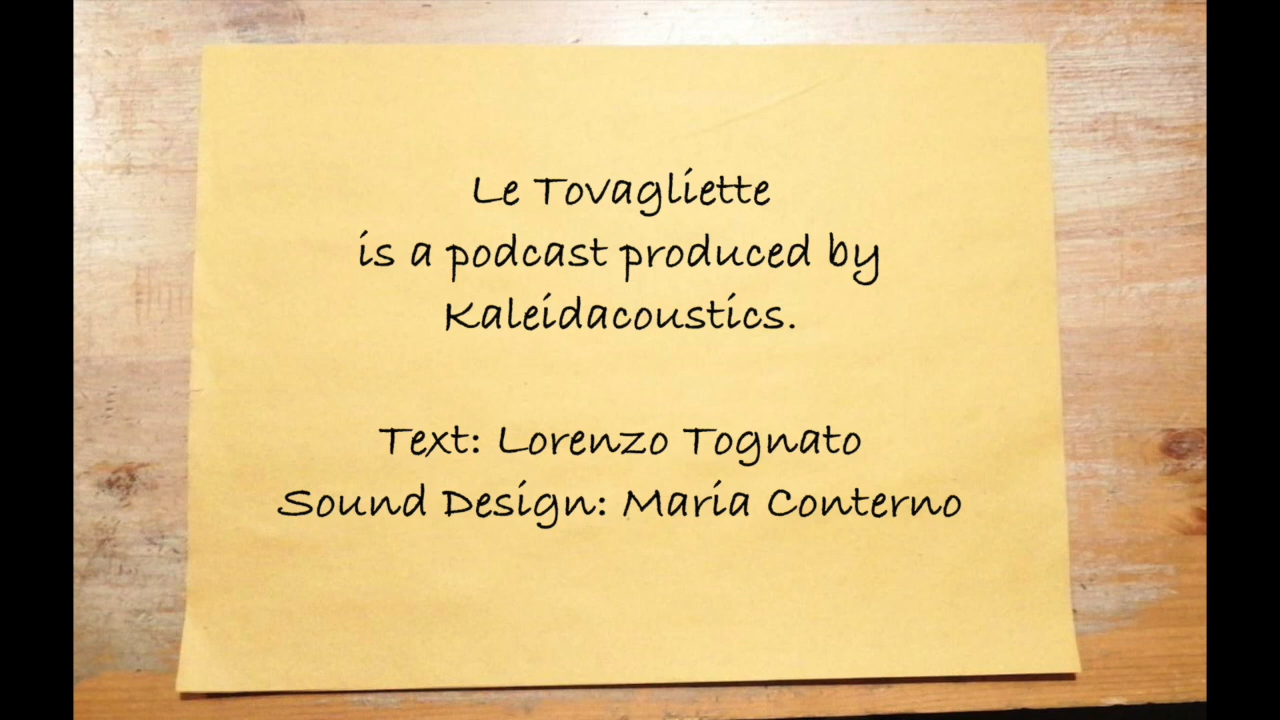 Le Tovagliette
is a podcast produced by
Kaleidacoustics.
Text: Lorenzo Tognato
Sound Design: Maria Conterno